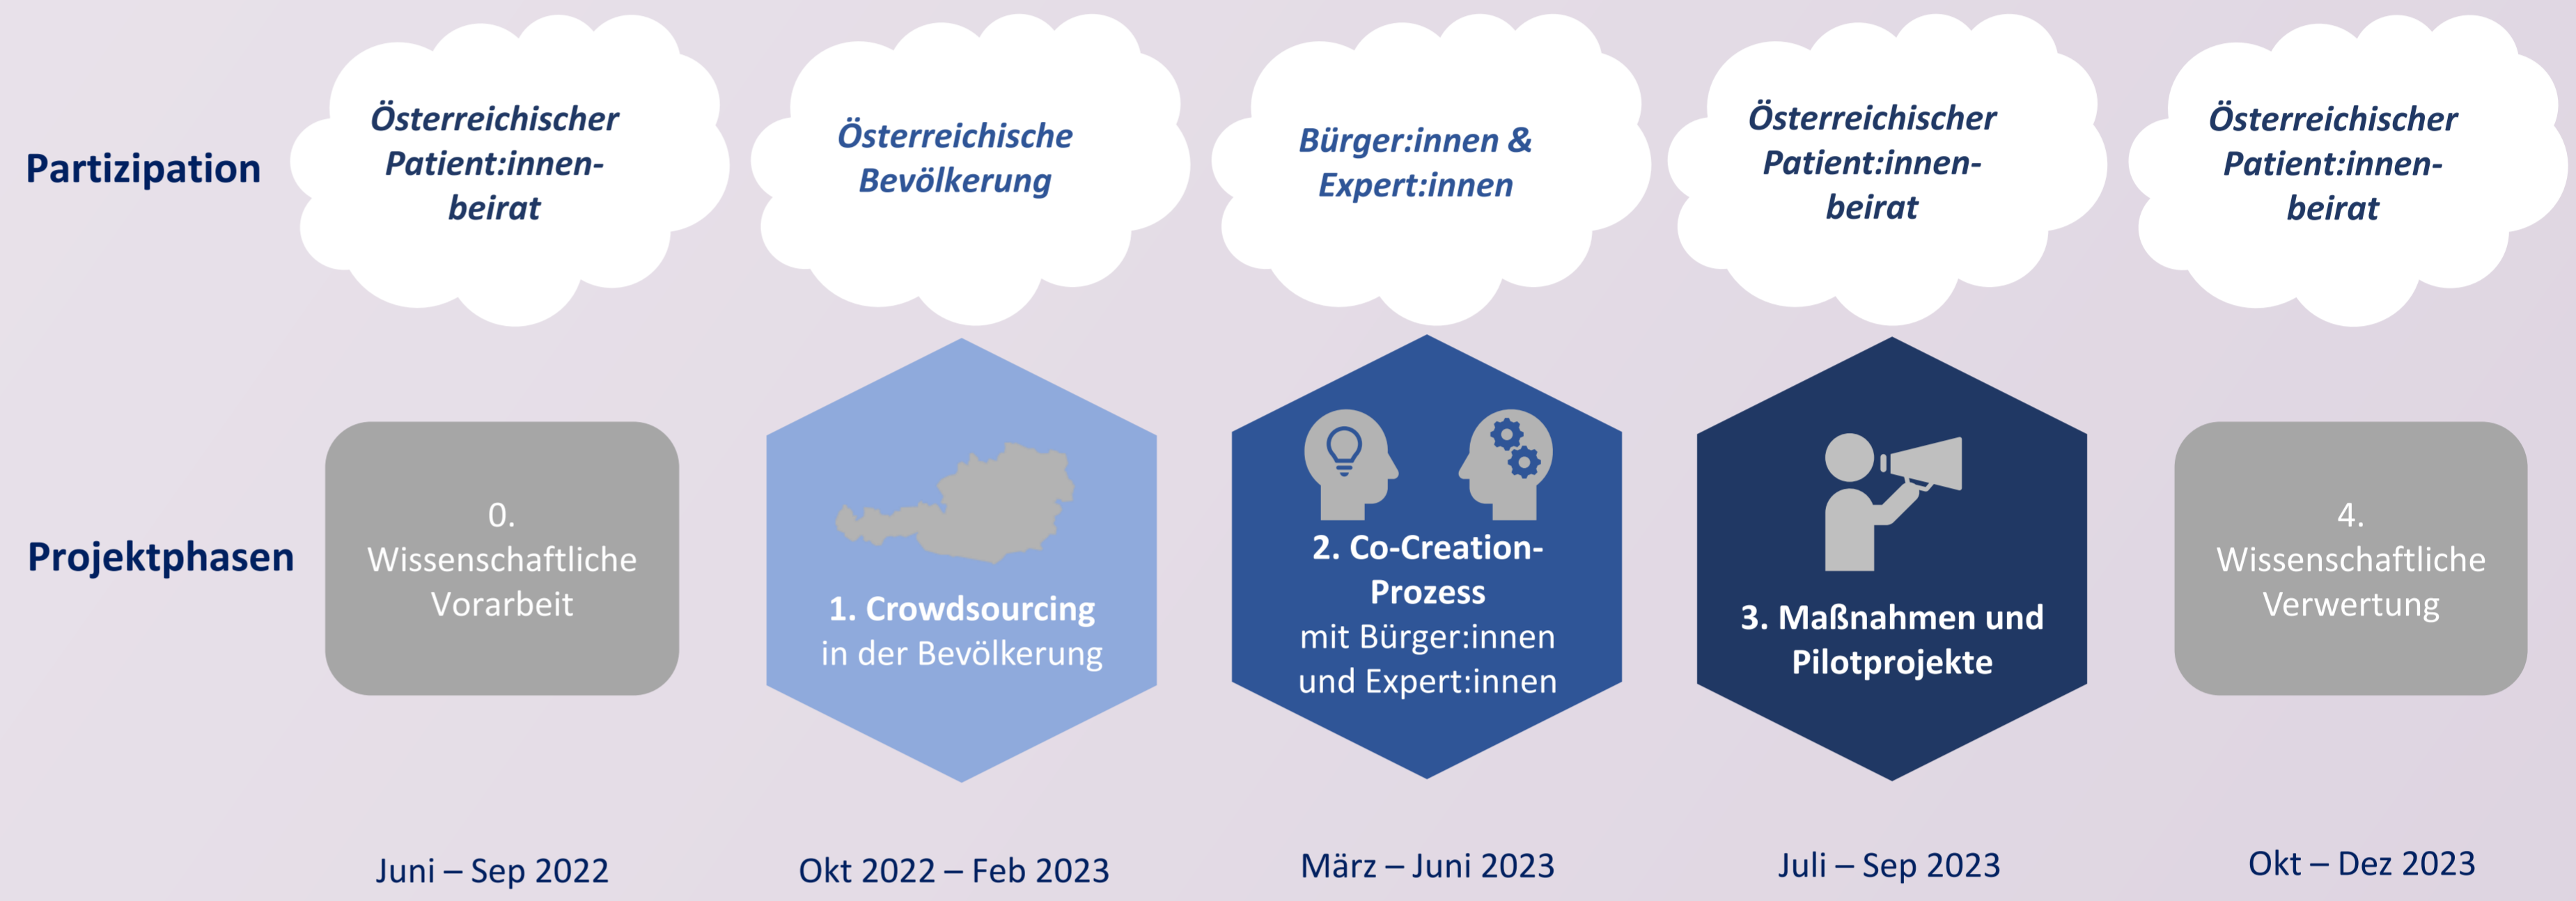 Partizipation
Österreichischer
Patient:innen-
beirat
Österreichische
Bevölkerung
Bürger:innen &
Expert:innen
Österreichischer
Patient:innen-
beirat
Österreichischer
Patient:innen-
beirat
Projektphasen
0.
Wissenschaftliche
Vorarbeit
1. Crowdsourcing
in der Bevölkerung
2. Co-Creation-
Prozess
mit Bürger:innen
und Expert:innen
3. Maßnahmen und
Pilotprojekte
4.
Wissenschaftliche
Verwertung
Juni – Sep 2022
Okt 2022 – Feb 2023
März – Juni 2023
Juli – Sep 2023
Okt – Dez 2023